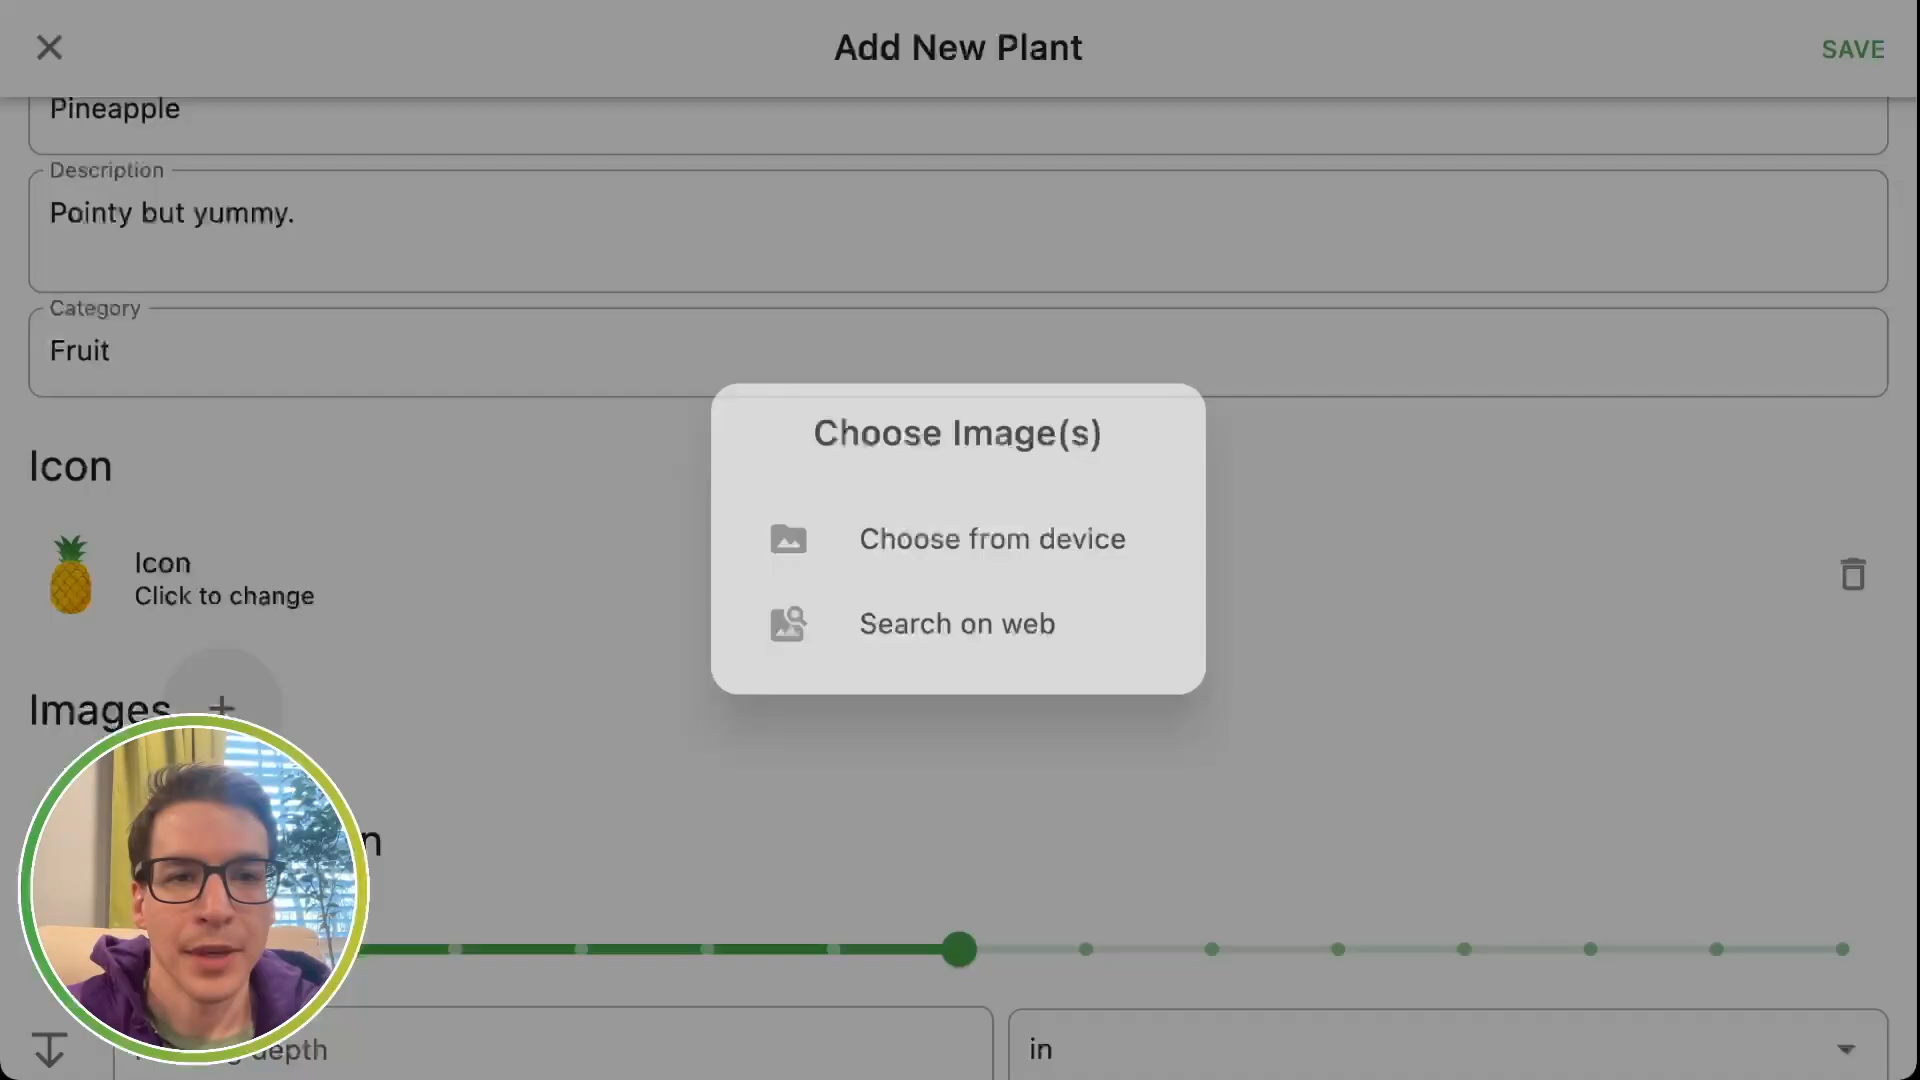 Add New Plant
SAVE
Pineapple
Description
Pointy but yummy.
Category
Fruit
Choose Image(s)
Choose from device
Search on web
Icon
Icon
Click to change
Images +
depth
in